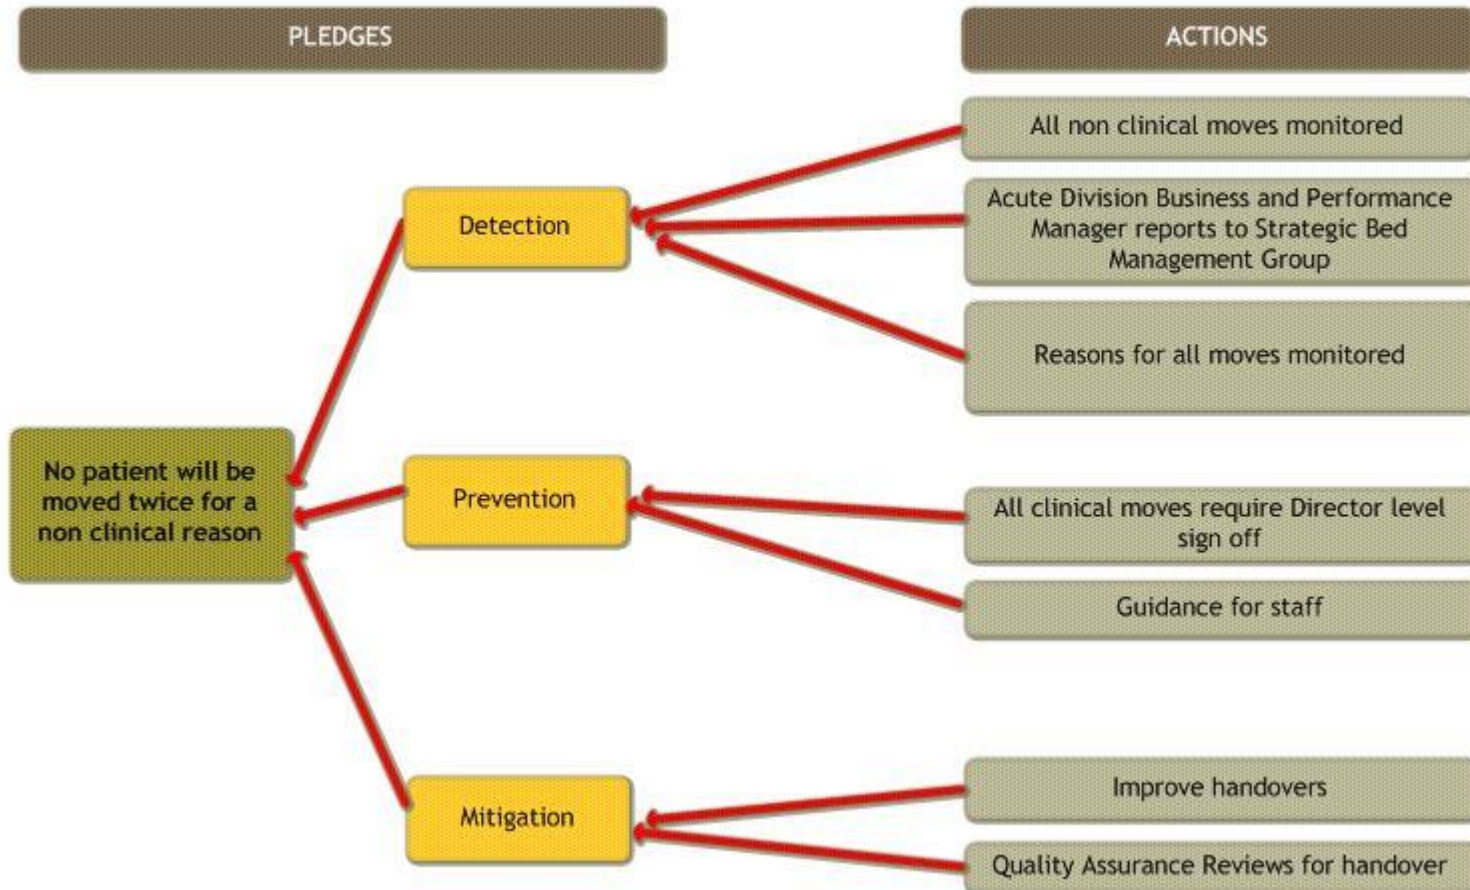 PLEDGES
ACTIONS
All non clinical moves monitored
Detection
Acute Division Business and Performance
Manager reports to Strategic Bed
Management Group
Reasons for all moves monitored
No patient will be
moved twice for a
non clinical reason
Prevention
All clinical moves require Director level
sign off
Guidance for staff
Mitigation
Improve handovers
Quality Assurance Reviews for handover